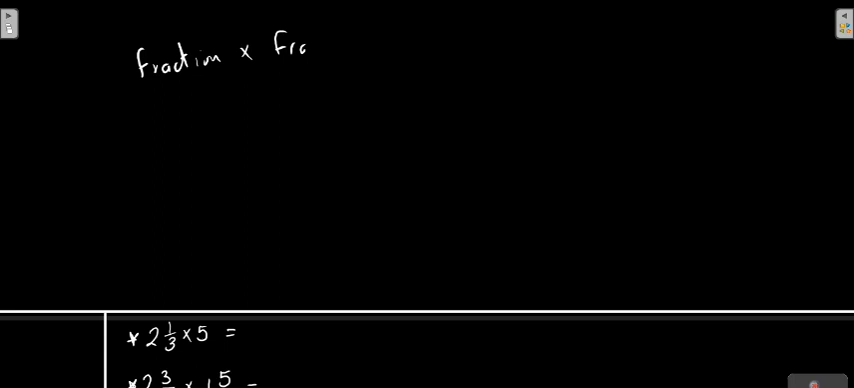 fraction x Fra
* 2 1/3 x 5 =